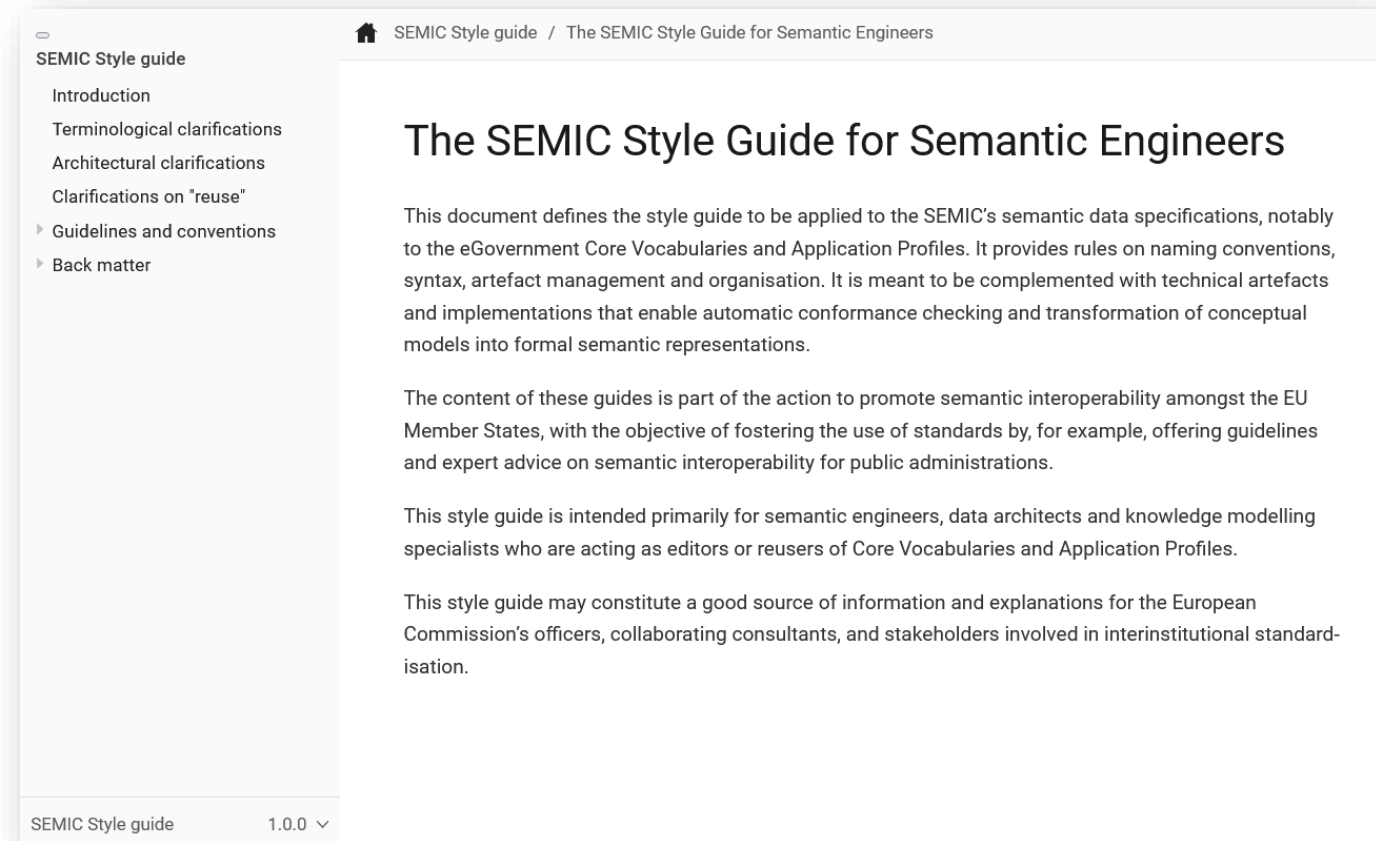 SEMIC Style guide
Introduction
Terminological clarifications
Architectural clarifications
Clarifications on "reuse"
Guidelines and conventions
Back matter
SEMIC Style guide 1.0.0
SEMIC Style guide / The SEMIC Style Guide for Semantic Engineers
The SEMIC Style Guide for Semantic Engineers
This document defines the style guide to be applied to the SEMIC’s semantic data specifications, notably
to the eGovernment Core Vocabularies and Application Profiles. It provides rules on naming conventions,
syntax, artefact management and organisation. It is meant to be complemented with technical artefacts
and implementations that enable automatic conformance checking and transformation of conceptual
models into formal semantic representations.
The content of these guides is part of the action to promote semantic interoperability amongst the EU
Member States, with the objective of fostering the use of standards by, for example, offering guidelines
and expert advice on semantic interoperability for public administrations.
This style guide is intended primarily for semantic engineers, data architects and knowledge modelling
specialists who are acting as editors or reusers of Core Vocabularies and Application Profiles.
This style guide may constitute a good source of information and explanations for the European
Commission’s officers, collaborating consultants, and stakeholders involved in interinstitutional standard-
isation.